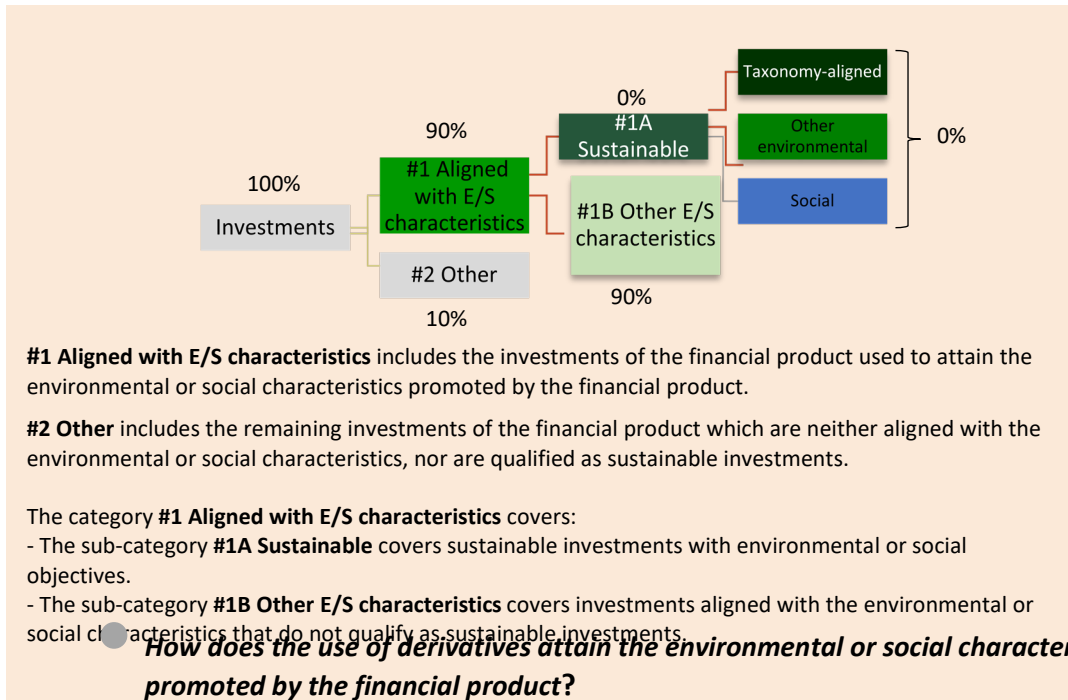 Taxonomy-aligned
0%
#1A
Sustainable
Other
environmental
0%
90%
#1 Aligned
with E/S
characteristics
100%
Investments
Social
#1B Other E/S
characteristics
#2 Other
90%
10%
#1 Aligned with E/S characteristics includes the investments of the financial product used to attain the
environmental or social characteristics promoted by the financial product.
#2 Other includes the remaining investments of the financial product which are neither aligned with the
environmental or social characteristics, nor are qualified as sustainable investments.
The category #1 Aligned with E/S characteristics covers:
- The sub-category #1A Sustainable covers sustainable investments with environmental or social
objectives.
- The sub-category #1B Other E/S characteristics covers investments aligned with the environmental or
social characteristics that do not qualify as sustainable investments.
How does the use of derivatives attain the environmental or social character
promoted by the financial product?